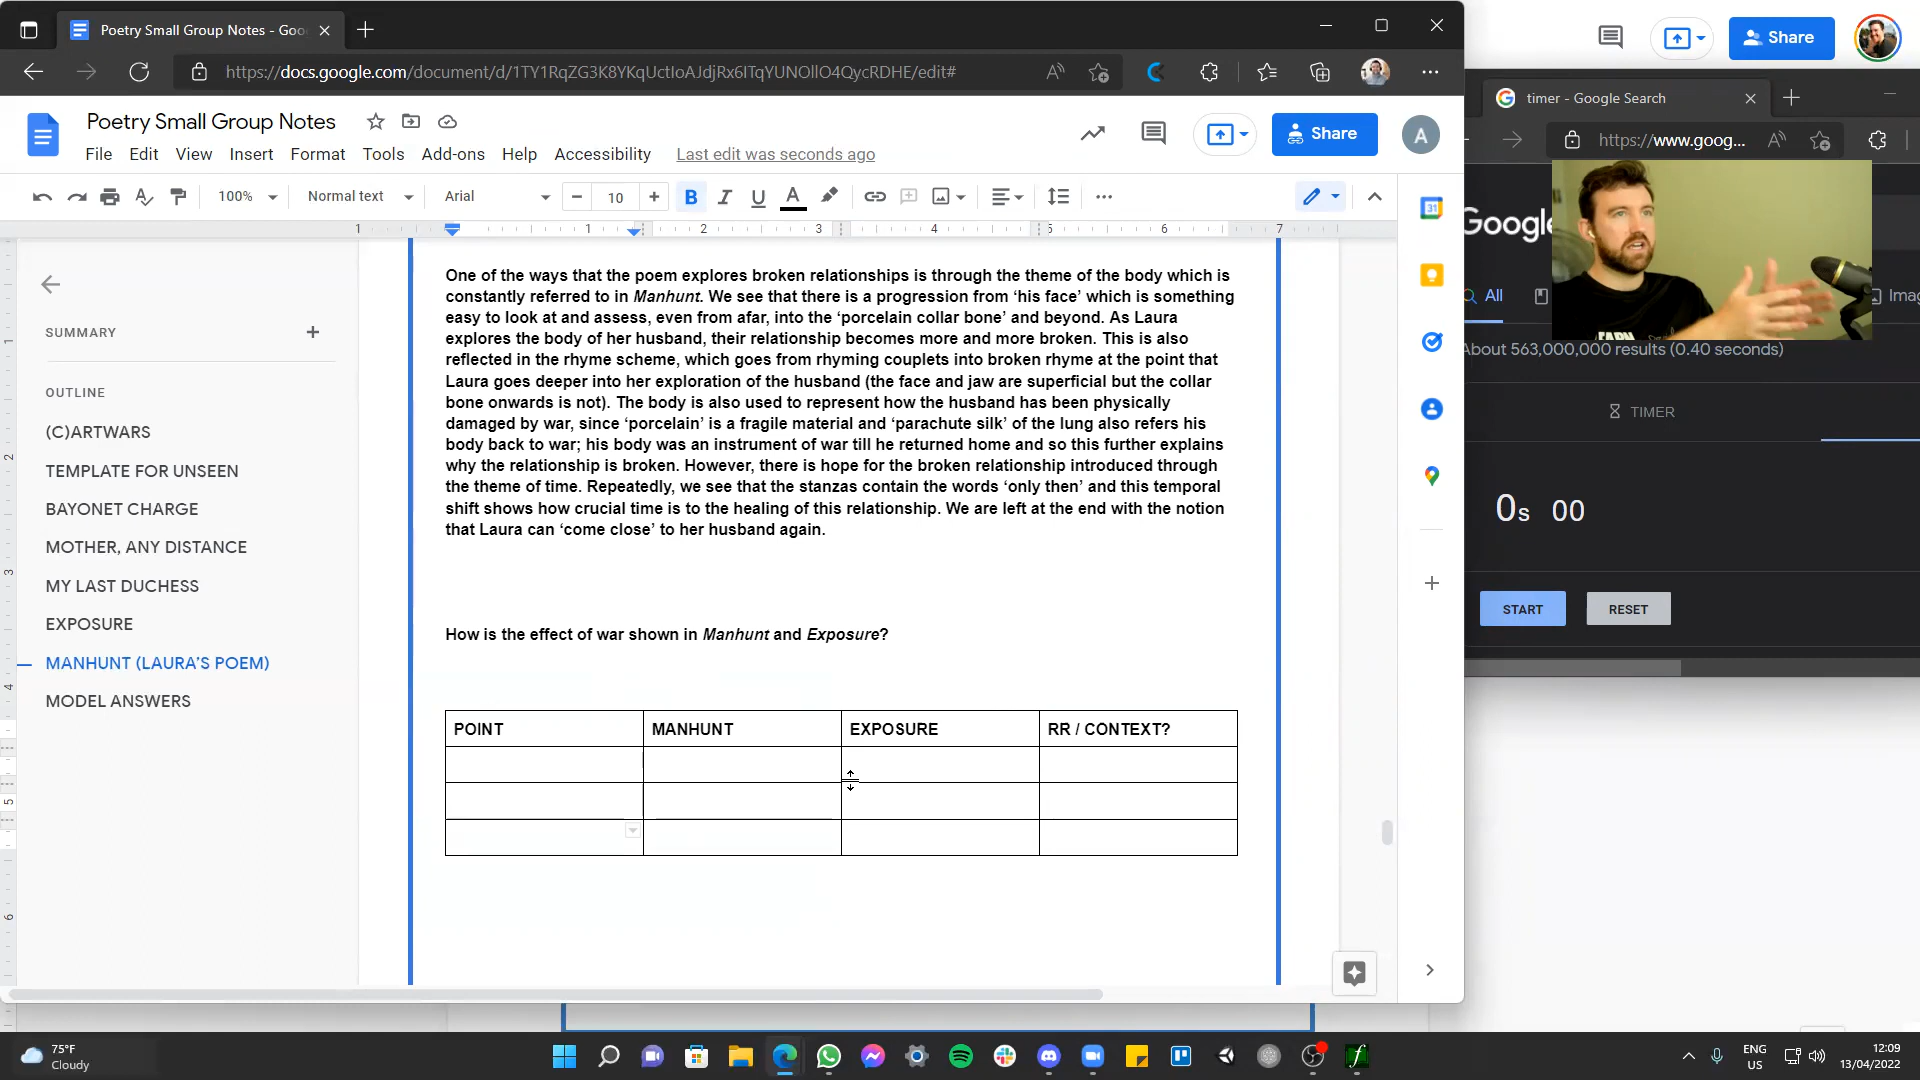 Poetry Small Group Notes - Goo
https://docs.google.com/document/d/1TY1RqZG3K8YKqUctIoAJdjRx6ITqYUNOllO4QycRDHE/edit#
Poetry Small Group Notes
File Edit View Insert Format Tools Add-ons Help Accessibility Last edit was seconds ago
Share
A
100% Normal text Arial 10 B I U A
1 1 2 3 4 5 6 7
SUMMARY
OUTLINE
(C)ARTWARS
TEMPLATE FOR UNSEEN
BAYONET CHARGE
MOTHER, ANY DISTANCE
MY LAST DUCHESS
EXPOSURE
MANHUNT (LAURA'S POEM)
MODEL ANSWERS
One of the ways that the poem explores broken relationships is through the theme of the body which is
constantly referred to in Manhunt. We see that there is a progression from ‘his face’ which is something
easy to look at and assess, even from afar, into the ‘porcelain collar bone’ and beyond. As Laura
explores the body of her husband, their relationship becomes more and more broken. This is also
reflected in the rhyme scheme, which goes from rhyming couplets into broken rhyme at the point that
Laura goes deeper into her exploration of the husband (the face and jaw are superficial but the collar
bone onwards is not). The body is also used to represent how the husband has been physically
damaged by war, since ‘porcelain’ is a fragile material and ‘parachute silk’ of the lung also refers his
body back to war; his body was an instrument of war till he returned home and so this further explains
why the relationship is broken. However, there is hope for the broken relationship introduced through
the theme of time. Repeatedly, we see that the stanzas contain the words ‘only then’ and this temporal
shift shows how crucial time is to the healing of this relationship. We are left at the end with the notion
that Laura can ‘come close’ to her husband again.
How is the effect of war shown in Manhunt and Exposure?
POINT MANHUNT EXPOSURE RR / CONTEXT?
1
2
3
4
5
6
31
Share
timer - Google Search
https://www.goog...
Google
All
Imag
About 563,000,000 results (0.40 seconds)
TIMER
0s 00
START RESET
75°F
Cloudy
ENG
US
12:09
13/04/2022